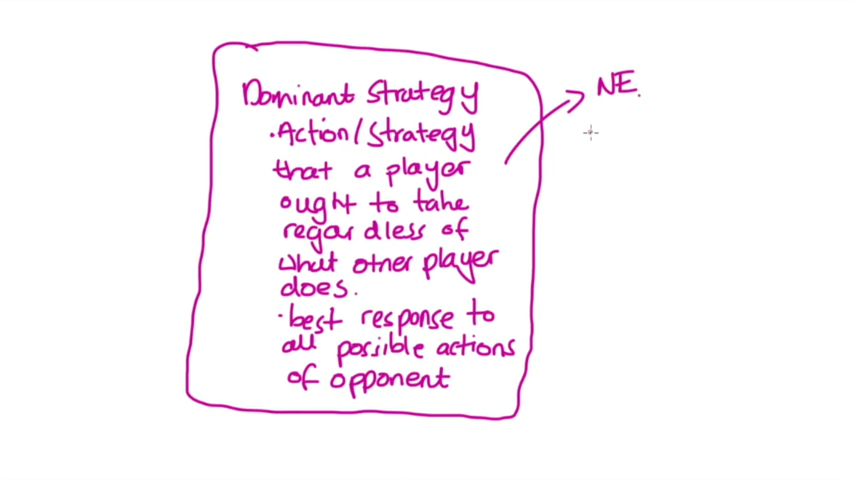 Dominant Strategy
NE.
· Action/Strategy
that a player
ought to take
regardless of
what other player
does.
· best response to
all possible actions
of opponent